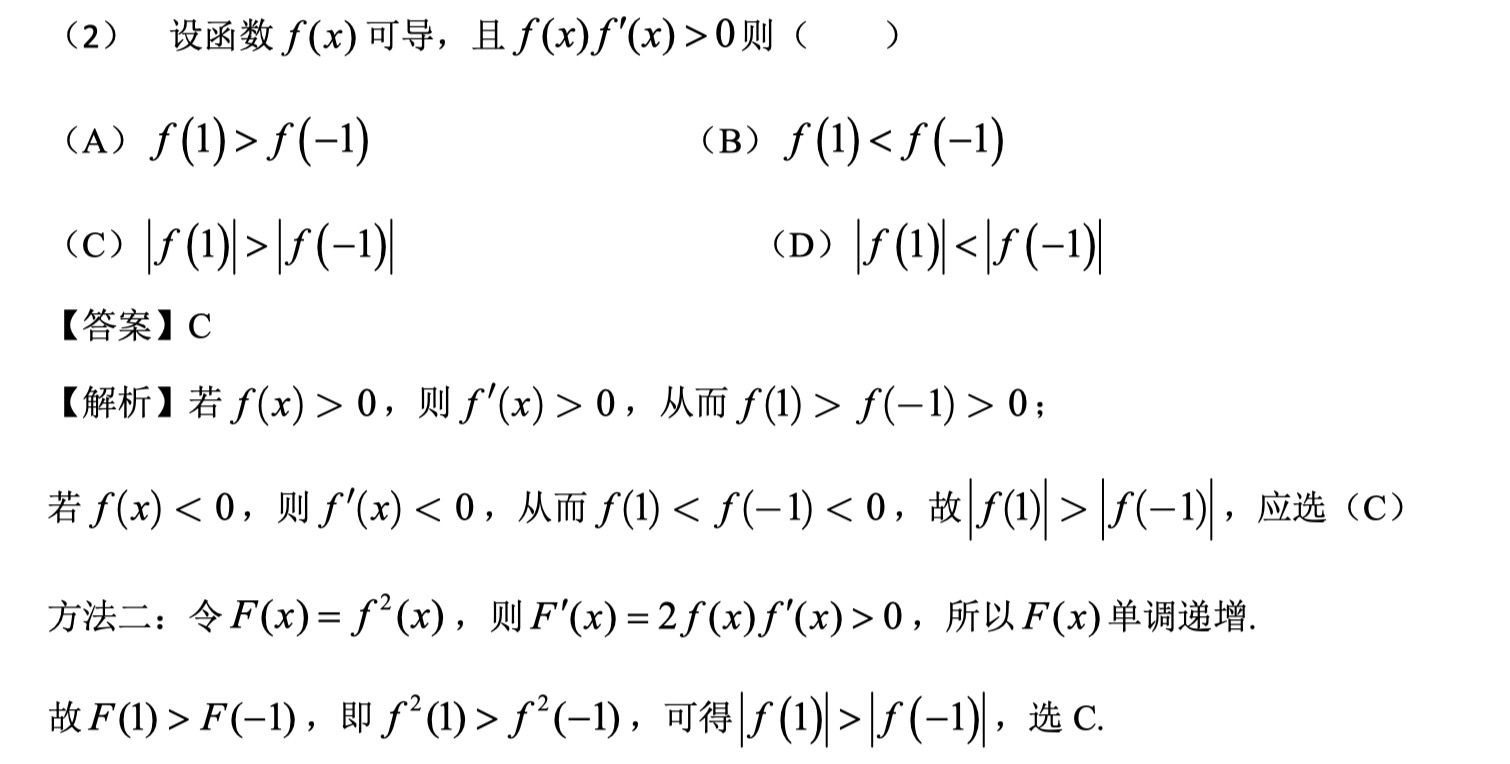 （2） 设函数 f(x) 可导，且 f(x)f′(x)>0则（ ）
（A）f(1)>f(−1) （B）f(1)<f(−1)
（C）|f(1)|>|f(−1)| （D）|f(1)|<|f(−1)|
【答案】C
【解析】若 f(x) > 0，则 f′(x) > 0，从而 f(1) > f(−1) > 0；
若 f(x) < 0，则 f′(x) < 0，从而 f(1) < f(−1) < 0，故|f(1)| > |f(−1)|，应选（C）
方法二：令 F(x) = f²(x)，则 F′(x) = 2f(x)f′(x) > 0，所以 F(x) 单调递增.
故 F(1) > F(−1)，即 f²(1) > f²(−1)，可得|f(1)|>|f(−1)|，选 C.